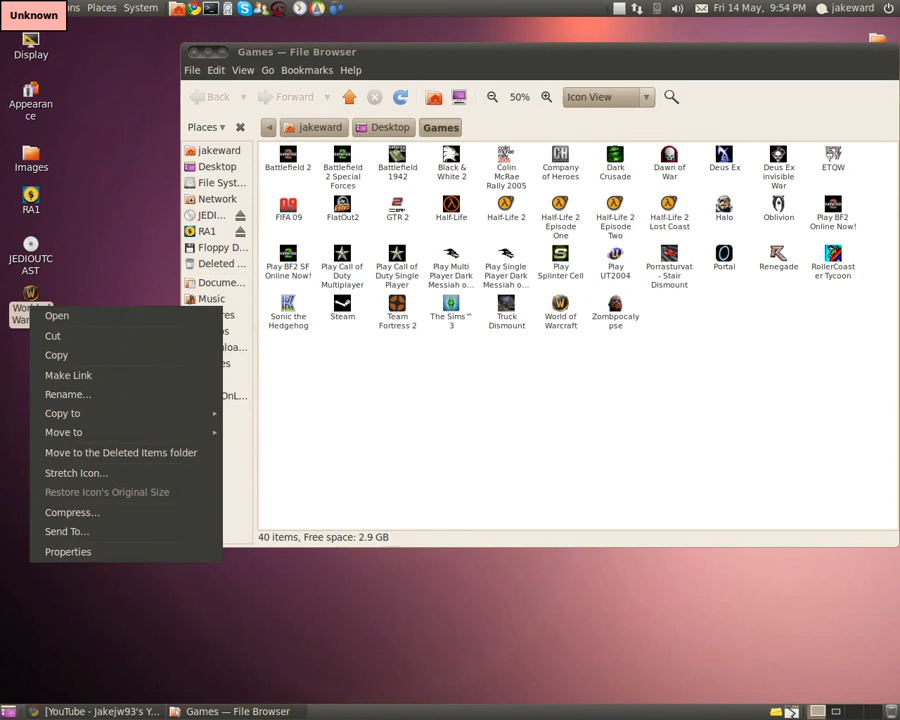 Unknown
ons Places System
Fri 14 May, 9:54 PM jakeward
Display
Appearan
ce
Images
RA1
JEDIOUTC
AST
Games — File Browser
File Edit View Go Bookmarks Help
Back Forward 50% Icon View
Places jakeward Desktop Games
jakeward
Desktop
File Syst...
Network
JEDI...
RA1
Floppy D...
Deleted ...
Docume...
Music
Battlefield 2
Battlefield
2 Special
Forces
Battlefield
1942
Black &
White 2
Colin
McRae
Rally 2005
Company
of Heroes
Dark
Crusade
Dawn of
War
Deus Ex
Deus Ex
Invisible
War
ETQW
FIFA 09
FlatOut2
GTR 2
Half-Life
Half-Life 2
Half-Life 2
Episode
One
Half-Life 2
Episode
Two
Half-Life 2
Lost Coast
Halo
Oblivion
Play BF2
Online Now!
Play BF2 SF
Online Now!
Play Call of
Duty
Multiplayer
Play Call of
Duty Single
Player
Play Multi
Player Dark
Messiah o...
Play Single
Player Dark
Messiah o...
Play
Splinter Cell
Play
UT2004
Porrasturvat
- Stair
Dismount
Portal
Renegade
RollerCoast
er Tycoon
Sonic the
Hedgehog
Steam
Team
Fortress 2
The Sims™
3
Truck
Dismount
World of
Warcraft
Zombpocaly
pse
Open
Cut
Copy
Make Link
Rename...
Copy to
Move to
Move to the Deleted Items folder
Stretch Icon...
Restore Icon's Original Size
Compress...
Send To...
Properties
40 items, Free space: 2.9 GB
[YouTube - Jakejw93's Y... Games — File Browser